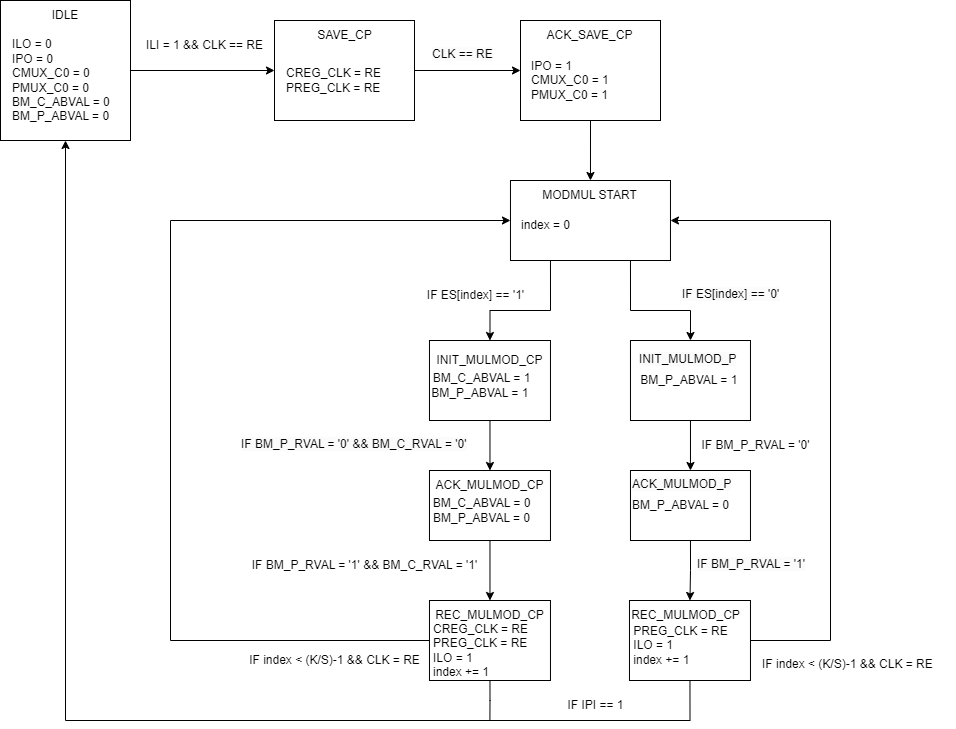 IDLE
ILO = 0
IPO = 0
CMUX_C0 = 0
PMUX_C0 = 0
BM_C_ABVAL = 0
BM_P_ABVAL = 0
ILI = 1 && CLK == RE
SAVE_CP
CREG_CLK = RE
PREG_CLK = RE
CLK == RE
ACK_SAVE_CP
IPO = 1
CMUX_C0 = 1
PMUX_C0 = 1
MODMUL START
index = 0
IF ES[index] == '1'
IF ES[index] == '0'
INIT_MULMOD_CP
BM_C_ABVAL = 1
BM_P_ABVAL = 1
INIT_MULMOD_P
BM_P_ABVAL = 1
IF BM_P_RVAL = '0' && BM_C_RVAL = '0'
IF BM_P_RVAL = '0'
ACK_MULMOD_CP
BM_C_ABVAL = 0
BM_P_ABVAL = 0
ACK_MULMOD_P
BM_P_ABVAL = 0
IF BM_P_RVAL = '1' && BM_C_RVAL = '1'
IF BM_P_RVAL = '1'
REC_MULMOD_CP
CREG_CLK = RE
PREG_CLK = RE
ILO = 1
index += 1
REC_MULMOD_CP
PREG_CLK = RE
ILO = 1
index += 1
IF index < (K/S)-1 && CLK = RE
IF index < (K/S)-1 && CLK = RE
IF IPI == 1